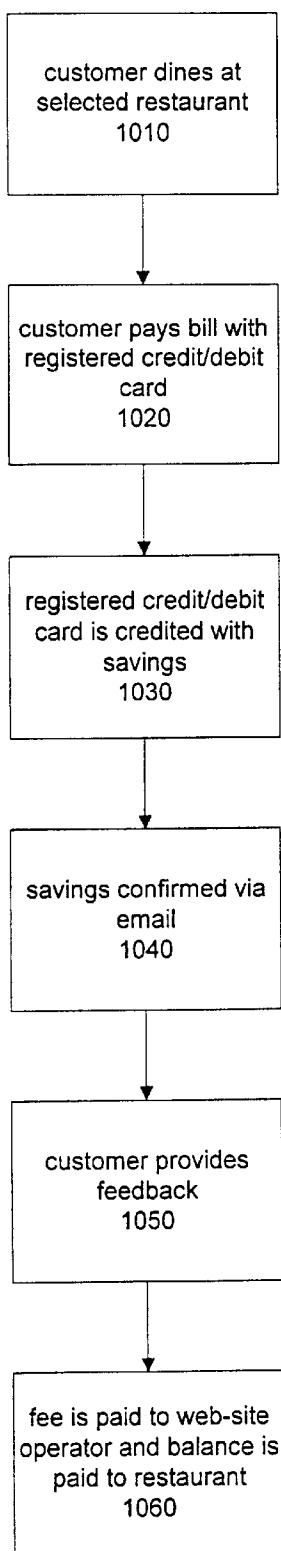 customer dines at
selected restaurant
1010
customer pays bill with
registered credit/debit
card
1020
registered credit/debit
card is credited with
savings
1030
savings confirmed via
email
1040
customer provides
feedback
1050
fee is paid to web-site
operator and balance is
paid to restaurant
1060